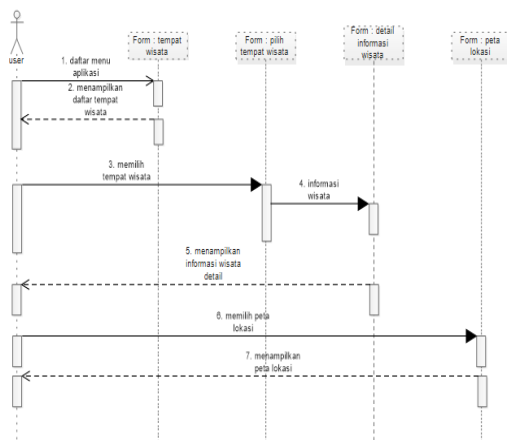 user
Form : tempat
wisata
Form : pilih
tempat wisata
Form : detail
informasi
wisata
Form : peta
lokasi
1. daftar menu
aplikasi
2. menampilkan
daftar tempat
wisata
3. memilih
tempat wisata
4. informasi
wisata
5. menampilkan
informasi wisata
detail
6. memilih peta
lokasi
7. menampilkan
peta lokasi